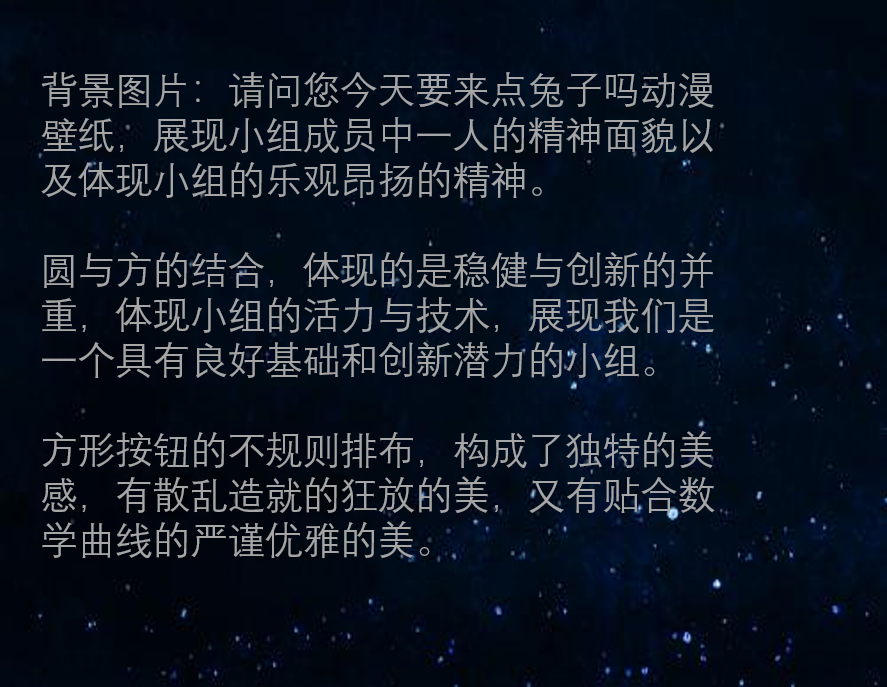 背景图片：请问您今天要来点兔子吗动漫
壁纸，展现小组成员中一人的精神面貌以
及体现小组的乐观昂扬的精神。
圆与方的结合，体现的是稳健与创新的并
重，体现小组的活力与技术，展现我们是
一个具有良好基础和创新潜力的小组。
方形按钮的不规则排布，构成了独特的美
感，有散乱造就的狂放的美，又有贴合数
学曲线的严谨优雅的美。